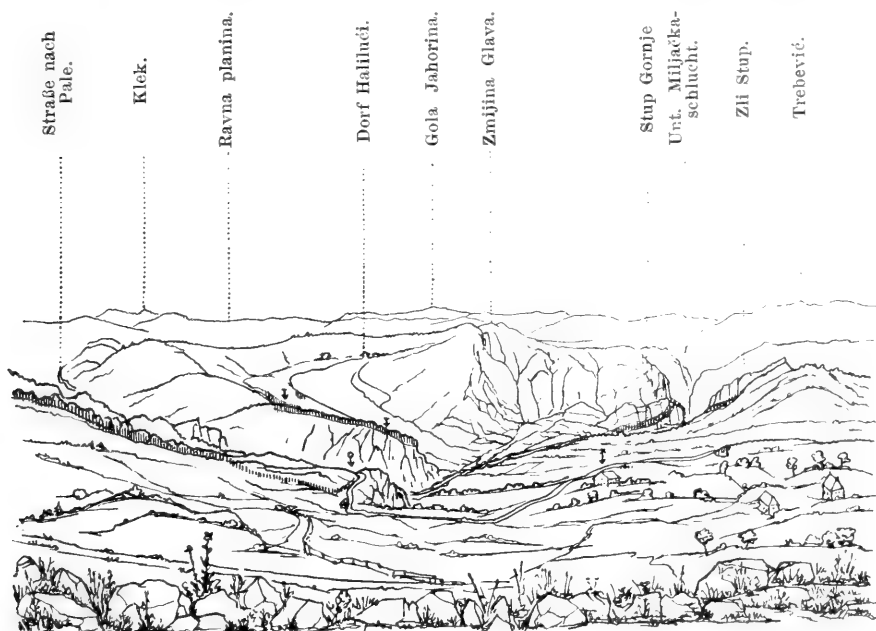 Straße nach
Pale.
Klek.
Ravna planina.
Dorf Halilući.
Gola Jahorina.
Zmijina Glava.
Stup Gornje
Unt. Miljačka-
schlucht.
Zli Stup.
Trebević.